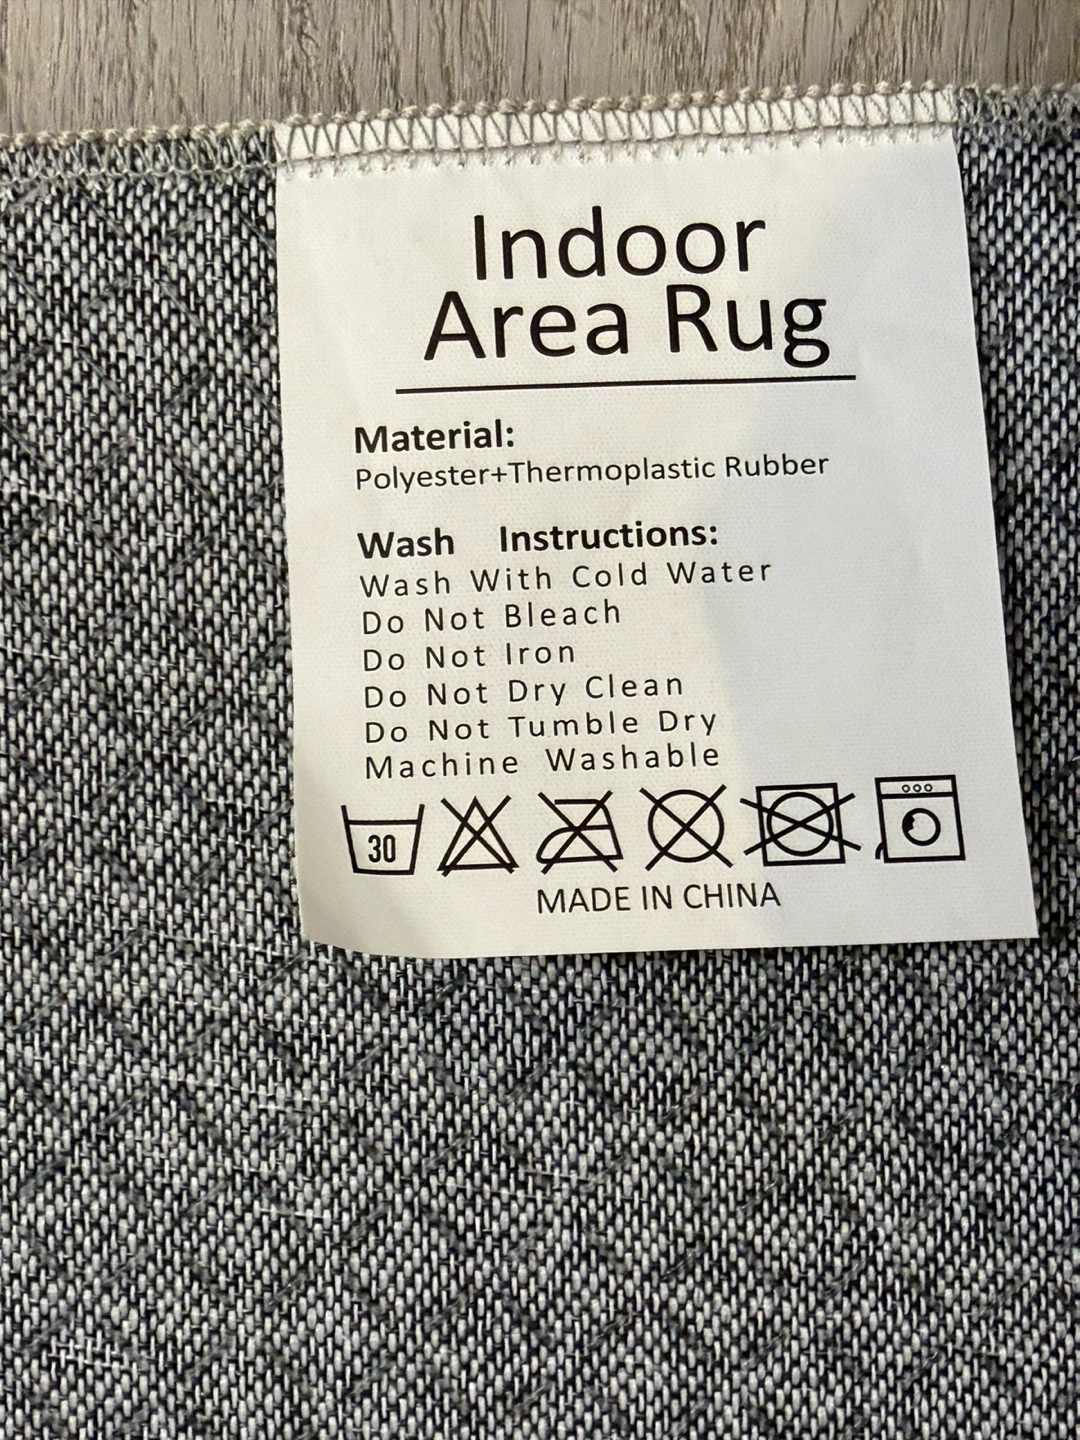 Indoor
Area Rug
Material:
Polyester+Thermoplastic Rubber
Wash Instructions:
Wash With Cold Water
Do Not Bleach
Do Not Iron
Do Not Dry Clean
Do Not Tumble Dry
Machine Washable
30
MADE IN CHINA